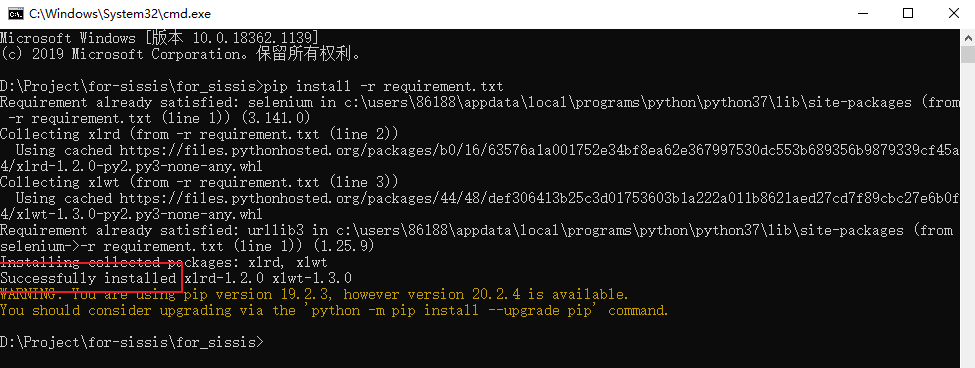 C:\Windows\System32\cmd.exe
Microsoft Windows [版本 10.0.18362.1139]
(c) 2019 Microsoft Corporation。保留所有权利。
D:\Project\for-sissis\for_sissis>pip install -r requirement.txt
Requirement already satisfied: selenium in c:\users\86188\appdata\local\programs\python\python37\lib\site-packages (from
 -r requirement.txt (line 1)) (3.141.0)
Collecting xlrd (from -r requirement.txt (line 2))
  Using cached https://files.pythonhosted.org/packages/b0/16/63576a1a001752e34bf8ea62e367997530dc553b689356b9879339cf45a
4/xlrd-1.2.0-py2.py3-none-any.whl
Collecting xlwt (from -r requirement.txt (line 3))
  Using cached https://files.pythonhosted.org/packages/44/48/def306413b25c3d01753603b1a222a011b8621aed27cd7f89cbc27e6b0f
4/xlwt-1.3.0-py2.py3-none-any.whl
Requirement already satisfied: urllib3 in c:\users\86188\appdata\local\programs\python\python37\lib\site-packages (from
selenium->-r requirement.txt (line 1)) (1.25.9)
Installing collected packages: xlrd, xlwt
Successfully installed xlrd-1.2.0 xlwt-1.3.0
WARNING: You are using pip version 19.2.3, however version 20.2.4 is available.
You should consider upgrading via the 'python -m pip install --upgrade pip' command.
D:\Project\for-sissis\for_sissis>